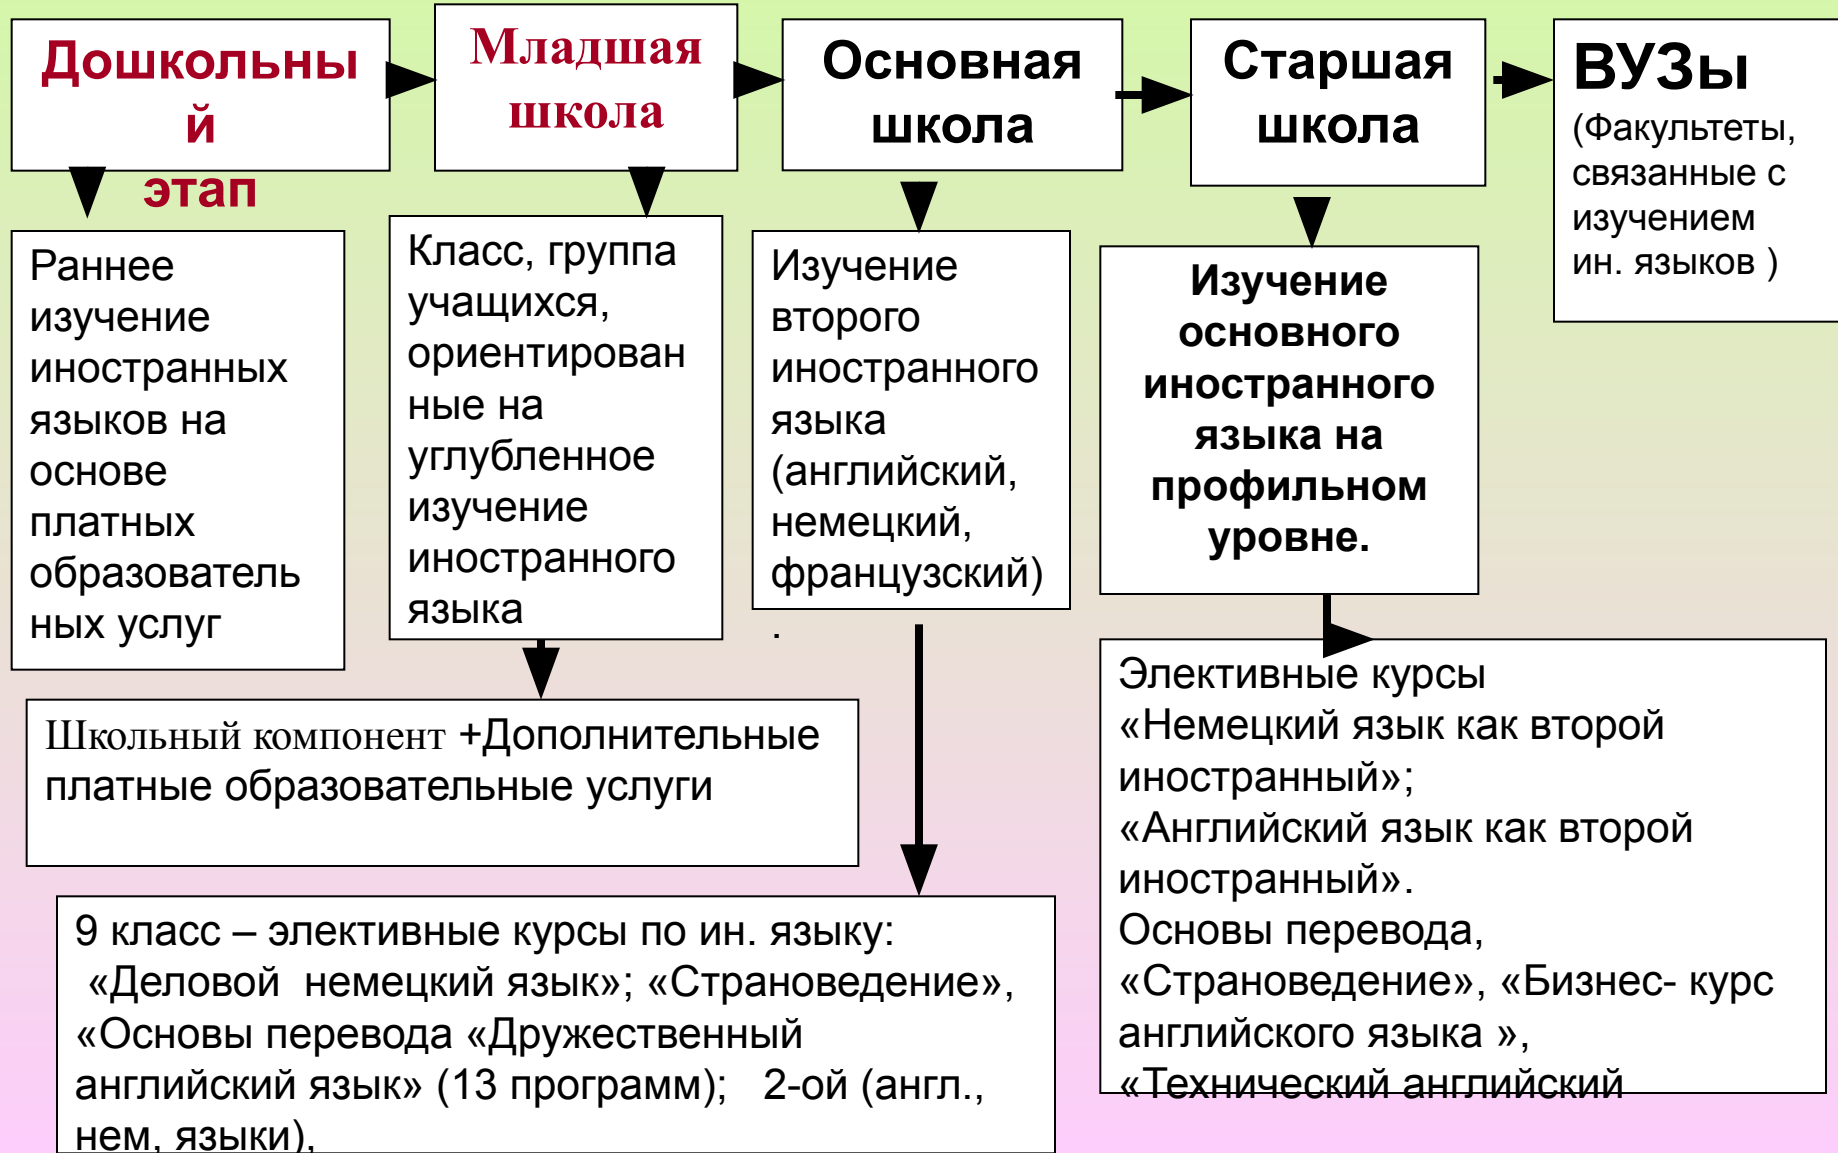 Дошкольны
й
этап
Младшая
школа
Основная
школа
Старшая
школа
ВУЗы
(Факультеты,
связанные с
изучением
ин. языков )
Раннее
изучение
иностранных
языков на
основе
платных
образователь
ных услуг
Класс, группа
учащихся,
ориентирован
ные на
углубленное
изучение
иностранного
языка
Изучение
второго
иностранного
языка
(английский,
немецкий,
французский)
.
Изучение
основного
иностранного
языка на
профильном
уровне.
Школьный компонент +Дополнительные
платные образовательные услуги
9 класс – элективные курсы по ин. языку:
«Деловой  немецкий язык»; «Страноведение»,
«Основы перевода «Дружественный
английский язык» (13 программ);   2-ой (англ.,
нем, языки),
Элективные курсы
«Немецкий язык как второй
иностранный»;
«Английский язык как второй
иностранный».
Основы перевода,
«Страноведение», «Бизнес- курс
английского языка »,
«Технический английский